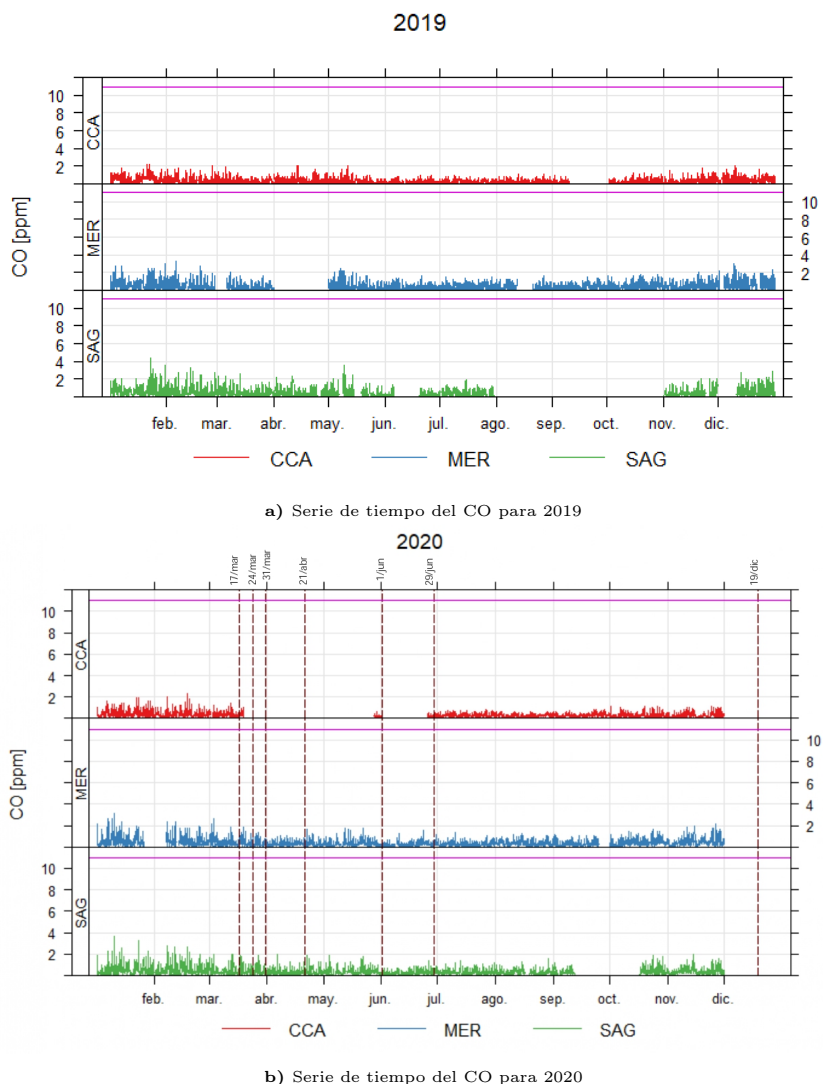 2019
10
8
6
4
2
CCA
10
8
6
4
2
MER
CO [ppm]
10
8
6
4
2
SAG
feb. mar. abr. may. jun. jul. ago. sep. oct. nov. dic.
CCA MER SAG
a) Serie de tiempo del CO para 2019
2020
17/mar 24/mar 31/mar 21/abr 1/jun 29/jun 19/dic
10
8
6
4
2
CCA
10
8
6
4
2
MER
CO [ppm]
10
8
6
4
2
SAG
feb. mar. abr. may. jun. jul. ago. sep. oct. nov. dic.
CCA MER SAG
b) Serie de tiempo del CO para 2020